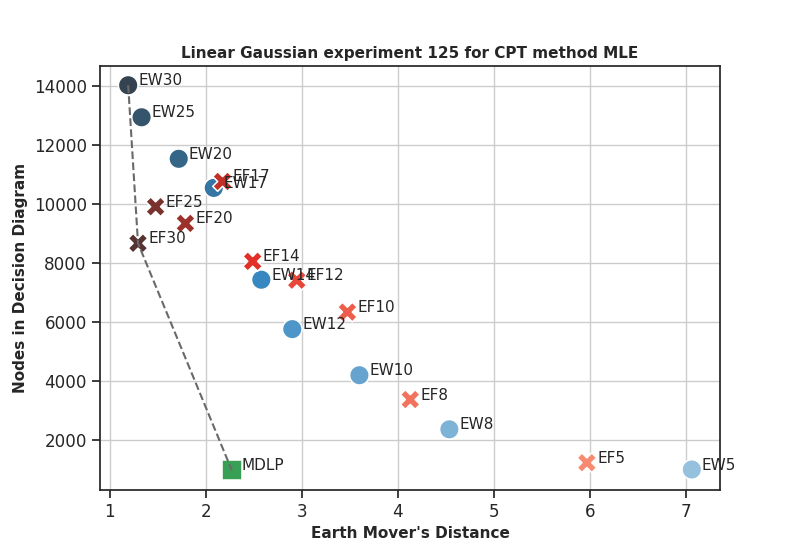 Linear Gaussian experiment 125 for CPT method MLE
Nodes in Decision Diagram
14000
12000
10000
8000
6000
4000
2000
EW30
EW25
EW20
EF17
EW17
EF25
EF20
EF30
EF14
EW14
EF12
EF10
EW12
EW10
EF8
EW8
EF5
MDLP
EW5
1 2 3 4 5 6 7
Earth Mover's Distance